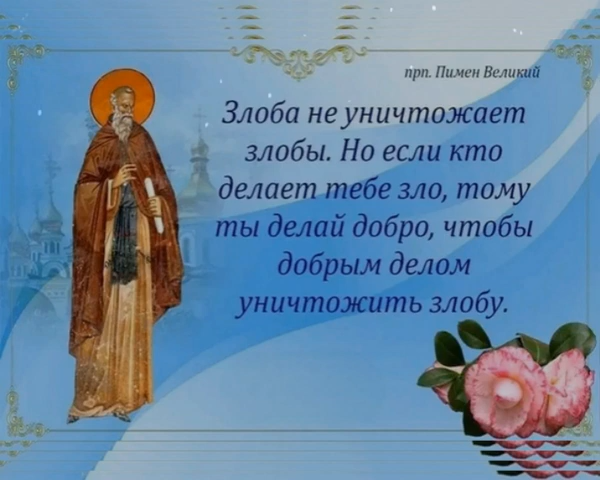 прп. Пимен Великий
Злоба не уничтожает
злобы. Но если кто
делает тебе зло, тому
ты делай добро, чтобы
добрым делом
уничтожить злобу.